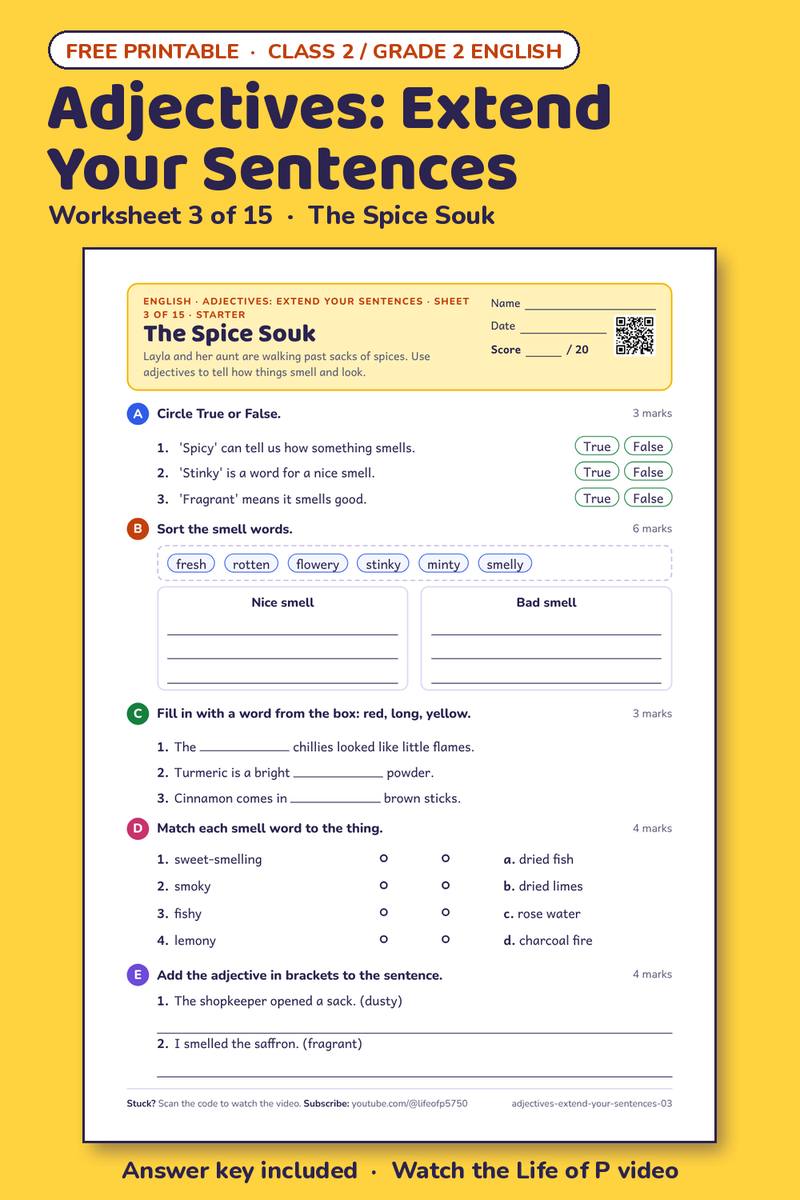 FREE PRINTABLE · CLASS 2 / GRADE 2 ENGLISH
Adjectives: Extend
Your Sentences
Worksheet 3 of 15 · The Spice Souk
ENGLISH · ADJECTIVES: EXTEND YOUR SENTENCES · SHEET
3 OF 15 · STARTER
The Spice Souk
Layla and her aunt are walking past sacks of spices. Use
adjectives to tell how things smell and look.
Name
Date
Score / 20
A Circle True or False. 3 marks
1. 'Spicy' can tell us how something smells. True False
2. 'Stinky' is a word for a nice smell. True False
3. 'Fragrant' means it smells good. True False
B Sort the smell words. 6 marks
fresh rotten flowery stinky minty smelly
Nice smell Bad smell
C Fill in with a word from the box: red, long, yellow. 3 marks
1. The ____________ chillies looked like little flames.
2. Turmeric is a bright ____________ powder.
3. Cinnamon comes in ____________ brown sticks.
D Match each smell word to the thing. 4 marks
1. sweet-smelling a. dried fish
2. smoky b. dried limes
3. fishy c. rose water
4. lemony d. charcoal fire
E Add the adjective in brackets to the sentence. 4 marks
1. The shopkeeper opened a sack. (dusty)
2. I smelled the saffron. (fragrant)
Stuck? Scan the code to watch the video. Subscribe: youtube.com/@lifeofp5750 adjectives-extend-your-sentences-03
Answer key included · Watch the Life of P video